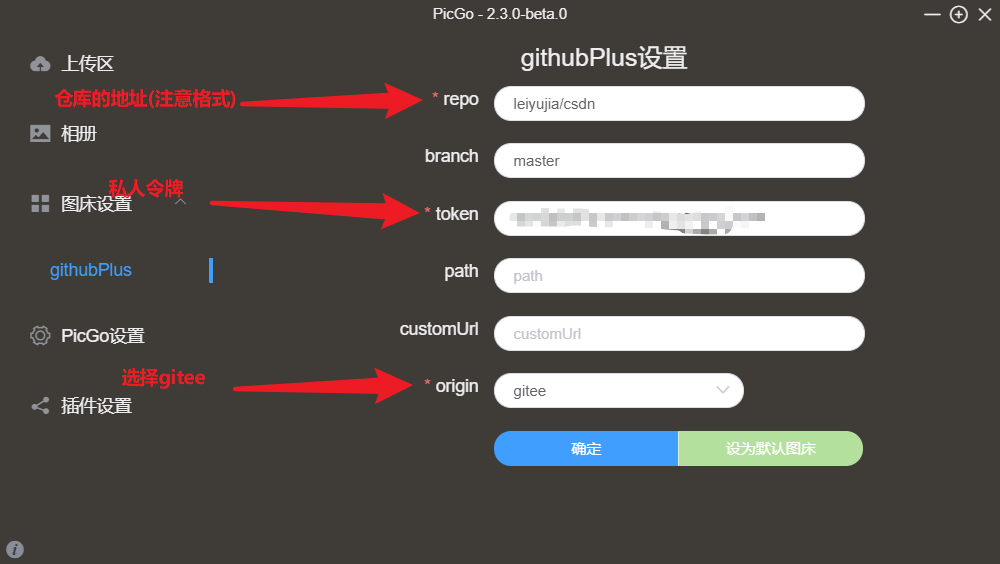 PicGo - 2.3.0-beta.0
上传区
相册
图床设置
githubPlus
PicGo设置
插件设置
githubPlus设置
仓库的地址(注意格式)
* repo
leiyujia/csdn
branch
master
私人令牌
* token
path
path
customUrl
customUrl
选择gitee
* origin
gitee
确定
设为默认图床